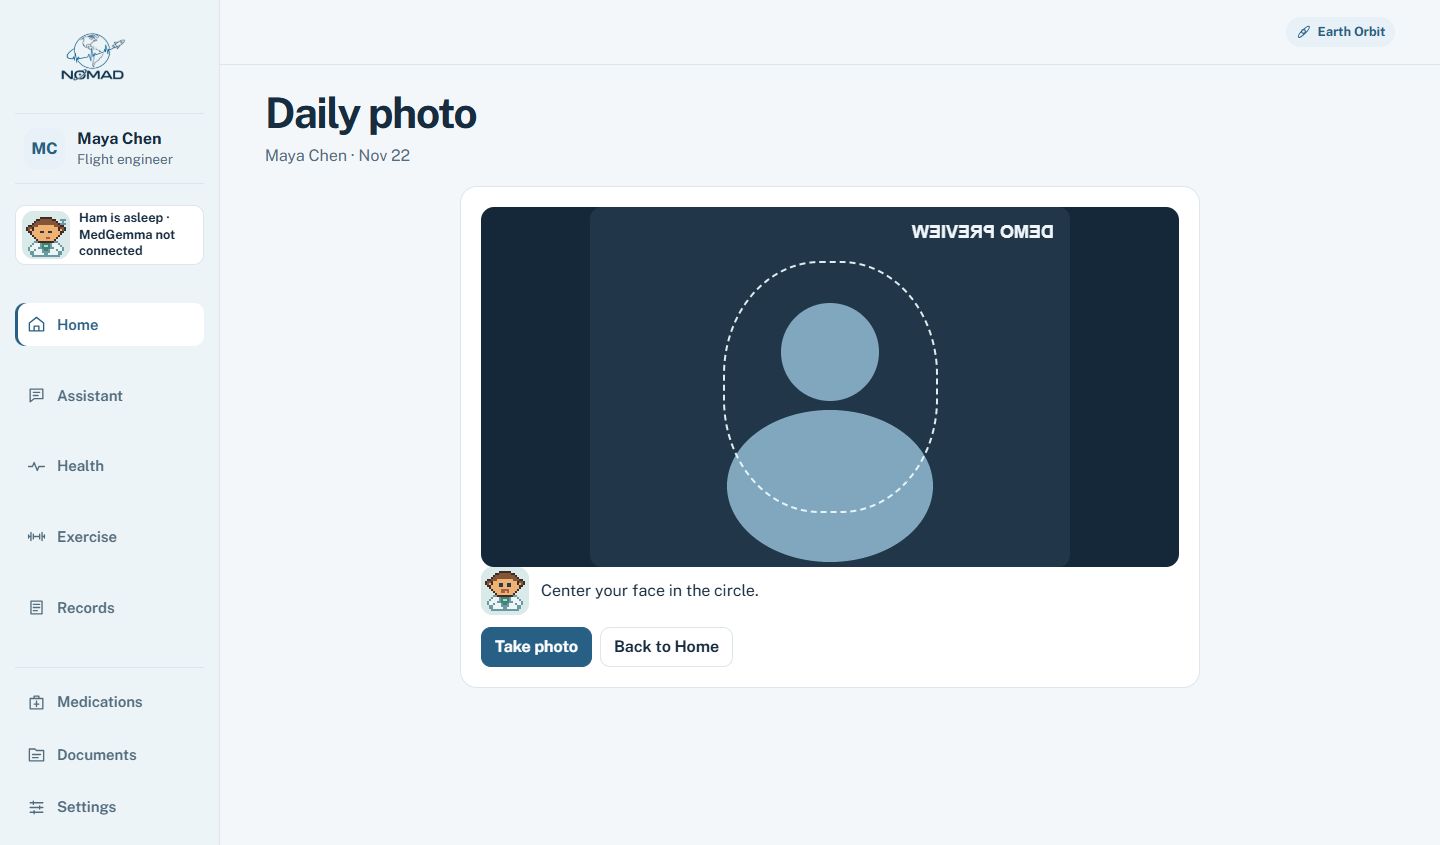 NOMAD
MC
Maya Chen
Flight engineer
Ham is asleep ·
MedGemma not
connected
Home
Assistant
Health
Exercise
Records
Medications
Documents
Settings
Earth Orbit
Daily photo
Maya Chen · Nov 22
DEMO PREVIEW
Center your face in the circle.
Take photo
Back to Home